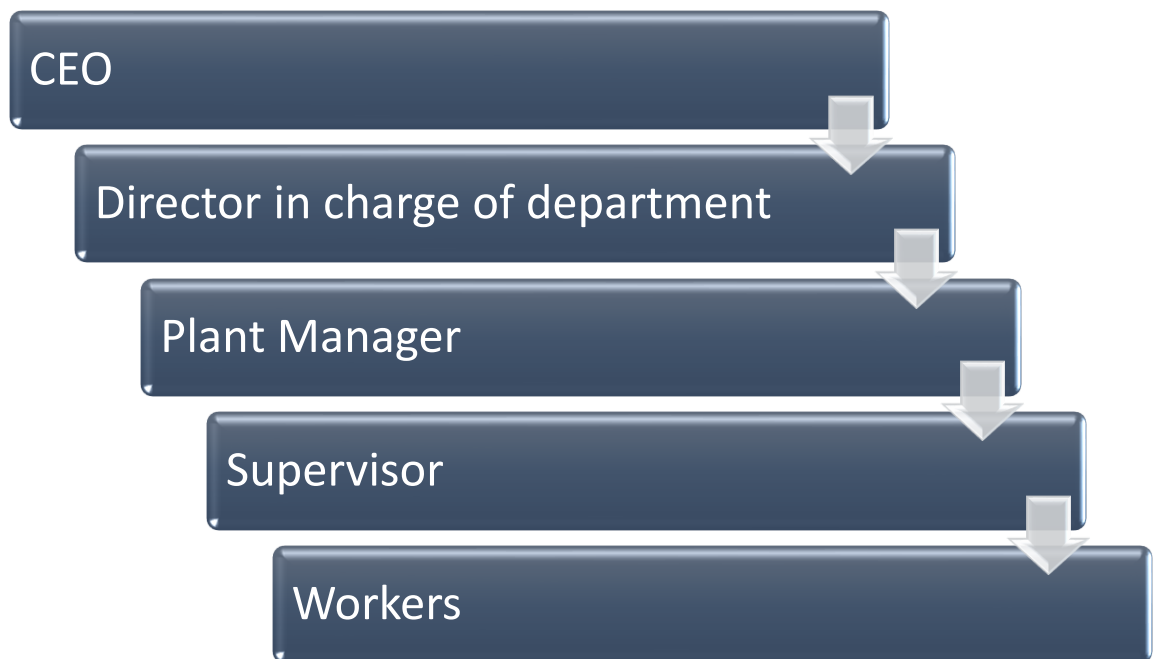 CEO
Director in charge of department
Plant Manager
Supervisor
Workers